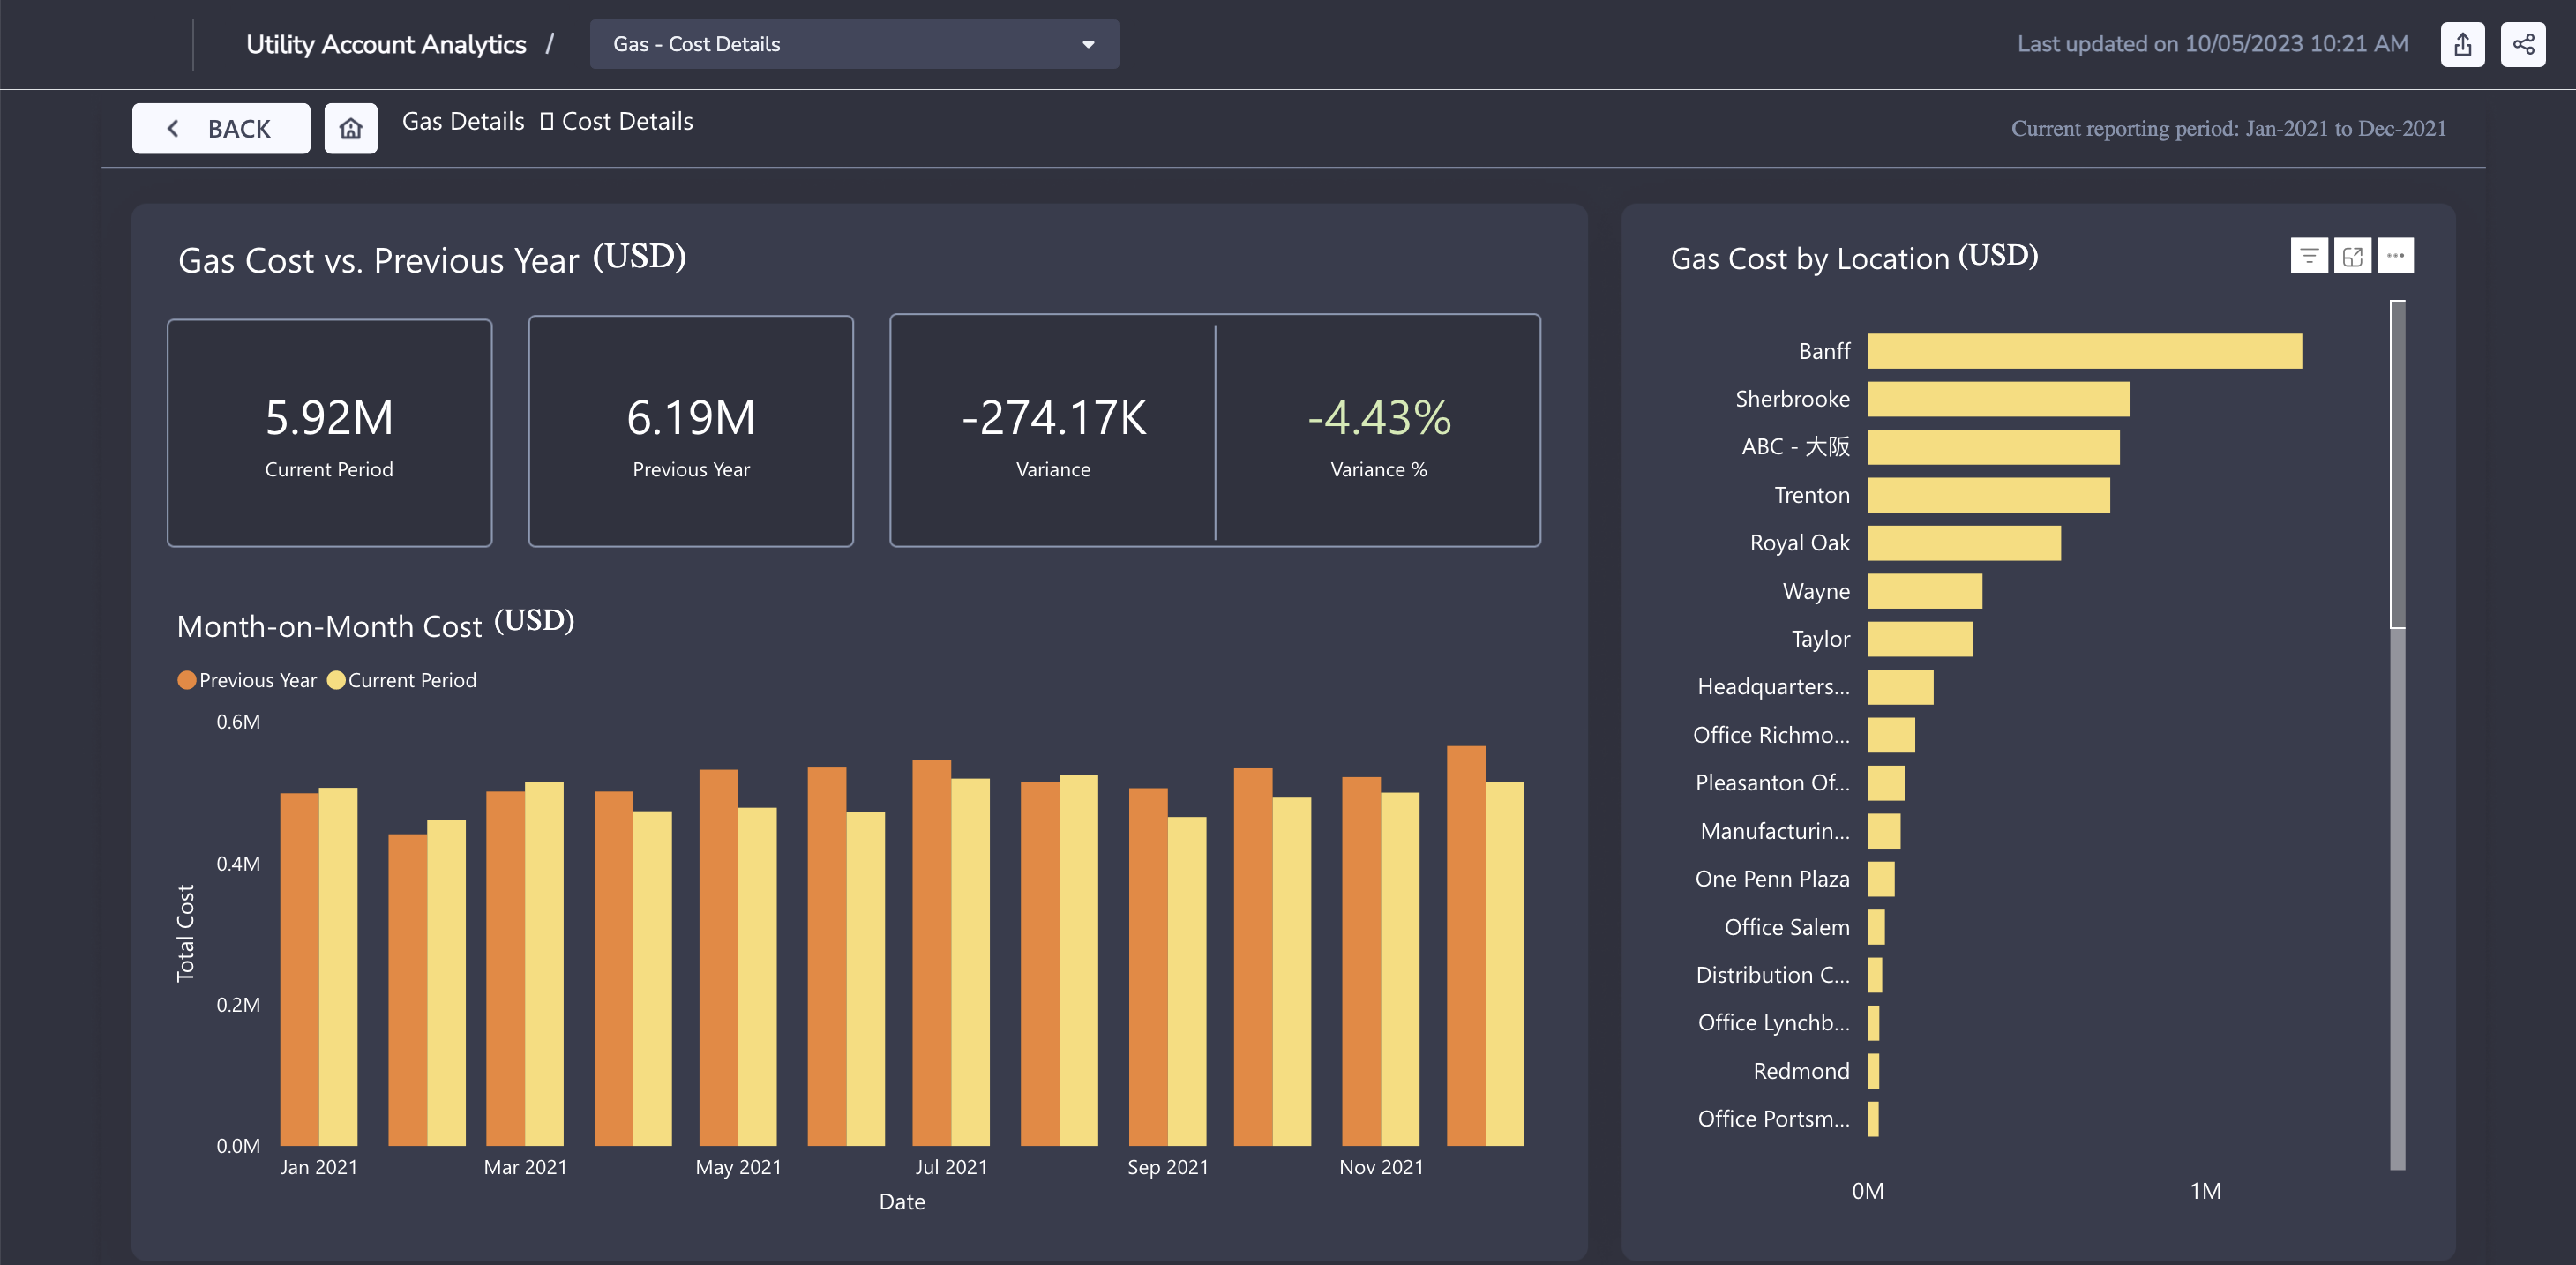 Utility Account Analytics /
Gas - Cost Details
Last updated on 10/05/2023 10:21 AM
BACK
Gas Details
Cost Details
Current reporting period: Jan-2021 to Dec-2021
Gas Cost vs. Previous Year (USD)
5.92M
Current Period
6.19M
Previous Year
-274.17K
Variance
-4.43%
Variance %
Month-on-Month Cost (USD)
Previous Year
Current Period
0.6M
0.4M
0.2M
0.0M
Total Cost
Jan 2021
Mar 2021
May 2021
Jul 2021
Sep 2021
Nov 2021
Date
Gas Cost by Location (USD)
Banff
Sherbrooke
ABC - 大阪
Trenton
Royal Oak
Wayne
Taylor
Headquarters...
Office Richmo...
Pleasanton Of...
Manufacturin...
One Penn Plaza
Office Salem
Distribution C...
Office Lynchb...
Redmond
Office Portsm...
0M
1M